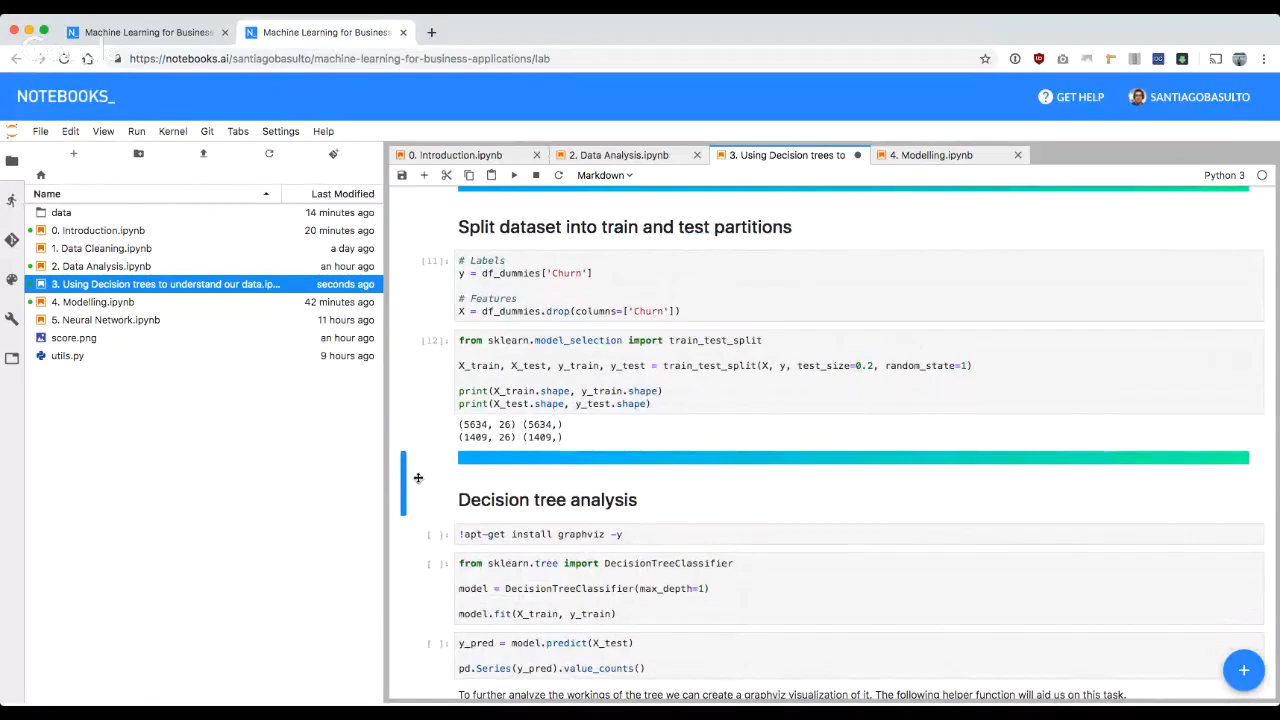 Machine Learning for Business
Machine Learning for Business
https://notebooks.ai/santiagobasulto/machine-learning-for-business-applications/lab
NOTEBOOKS_
GET HELP
SANTIAGOBASULTO
File Edit View Run Kernel Git Tabs Settings Help
0. Introduction.ipynb
2. Data Analysis.ipynb
3. Using Decision trees to
4. Modelling.ipynb
Markdown
Python 3
Name Last Modified
data 14 minutes ago
0. Introduction.ipynb 20 minutes ago
1. Data Cleaning.ipynb a day ago
2. Data Analysis.ipynb an hour ago
3. Using Decision trees to understand our data.ip... seconds ago
4. Modelling.ipynb 42 minutes ago
5. Neural Network.ipynb 11 hours ago
score.png an hour ago
utils.py 9 hours ago
Split dataset into train and test partitions
[11]: # Labels
y = df_dummies['Churn']
# Features
X = df_dummies.drop(columns=['Churn'])
[12]: from sklearn.model_selection import train_test_split
X_train, X_test, y_train, y_test = train_test_split(X, y, test_size=0.2, random_state=1)
print(X_train.shape, y_train.shape)
print(X_test.shape, y_test.shape)
(5634, 26) (5634,)
(1409, 26) (1409,)
Decision tree analysis
[ ]: !apt-get install graphviz -y
[ ]: from sklearn.tree import DecisionTreeClassifier
model = DecisionTreeClassifier(max_depth=1)
model.fit(X_train, y_train)
[ ]: y_pred = model.predict(X_test)
pd.Series(y_pred).value_counts()
To further analyze the workings of the tree we can create a graphviz visualization of it. The following helper function will aid us on this task.